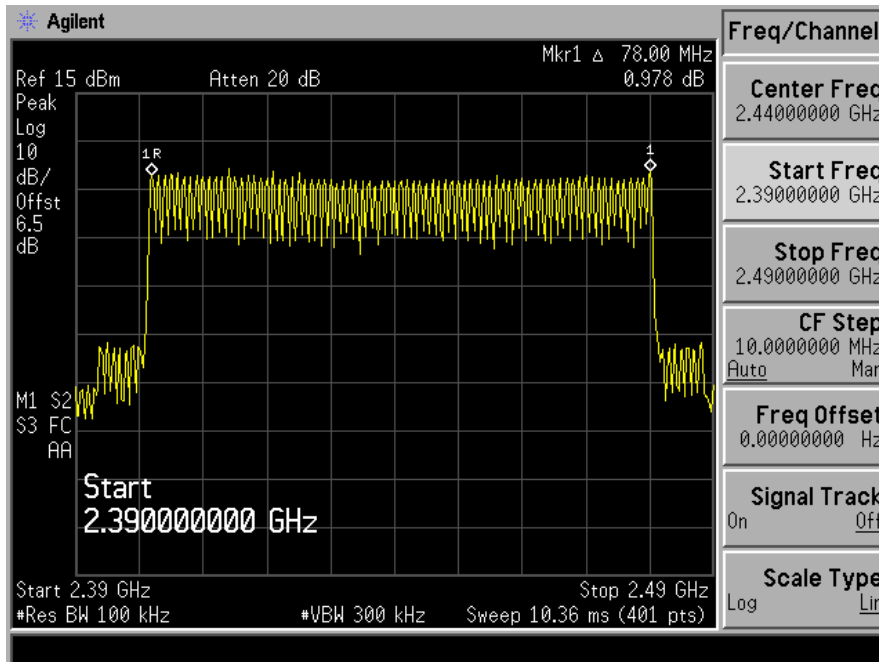 Agilent
Freq/Channel
Mkr1 Δ 78.00 MHz
Ref 15 dBm Atten 20 dB 0.978 dB
Peak
Log
10
dB/
Offst
6.5
dB
1R
1
M1 S2
S3 FC
AA
Start
2.390000000 GHz
Start 2.39 GHz Stop 2.49 GHz
#Res BW 100 kHz #VBW 300 kHz Sweep 10.36 ms (401 pts)
Center Freq
2.44000000 GHz
Start Freq
2.39000000 GHz
Stop Freq
2.49000000 GHz
CF Step
10.0000000 MHz
Auto Man
Freq Offset
0.00000000 Hz
Signal Track
On Off
Scale Type
Log Lin